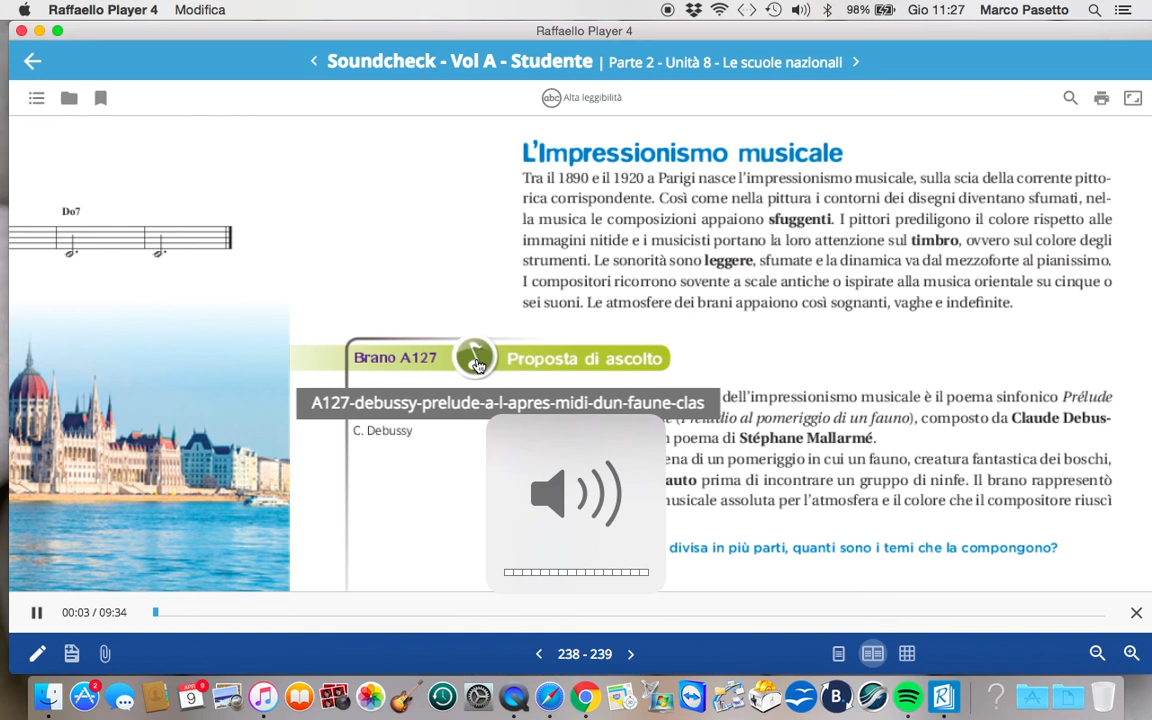 Raffaello Player 4 Modifica 98% Gio 11:27 Marco Pasetto
Raffaello Player 4
Soundcheck - Vol A - Studente | Parte 2 - Unità 8 - Le scuole nazionali
abc Alta leggibilità
L'Impressionismo musicale
Tra il 1890 e il 1920 a Parigi nasce l'impressionismo musicale, sulla scia della corrente pitto-
rica corrispondente. Così come nella pittura i contorni dei disegni diventano sfumati, nel-
la musica le composizioni appaiono sfuggenti. I pittori prediligono il colore rispetto alle
immagini nitide e i musicisti portano la loro attenzione sul timbro, ovvero sul colore degli
strumenti. Le sonorità sono leggere, sfumate e la dinamica va dal mezzoforte al pianissimo.
I compositori ricorrono sovente a scale antiche o ispirate alla musica orientale su cinque o
sei suoni. Le atmosfere dei brani appaiono così sognanti, vaghe e indefinite.
Do7
Brano A127 Proposta di ascolto
A127-debussy-prelude-a-l-apres-midi-dun-faune-clas
C. Debussy
dell'impressionismo musicale è il poema sinfonico Prélude
al pomeriggio di un fauno), composto da Claude Debus-
poema di Stéphane Mallarmé.
di un pomeriggio in cui un fauno, creatura fantastica dei boschi,
prima di incontrare un gruppo di ninfe. Il brano rappresentò
musicale assoluta per l'atmosfera e il colore che il compositore riuscì
divisa in più parti, quanti sono i temi che la compongono?
00:03 / 09:34
238 - 239
2
APR 9